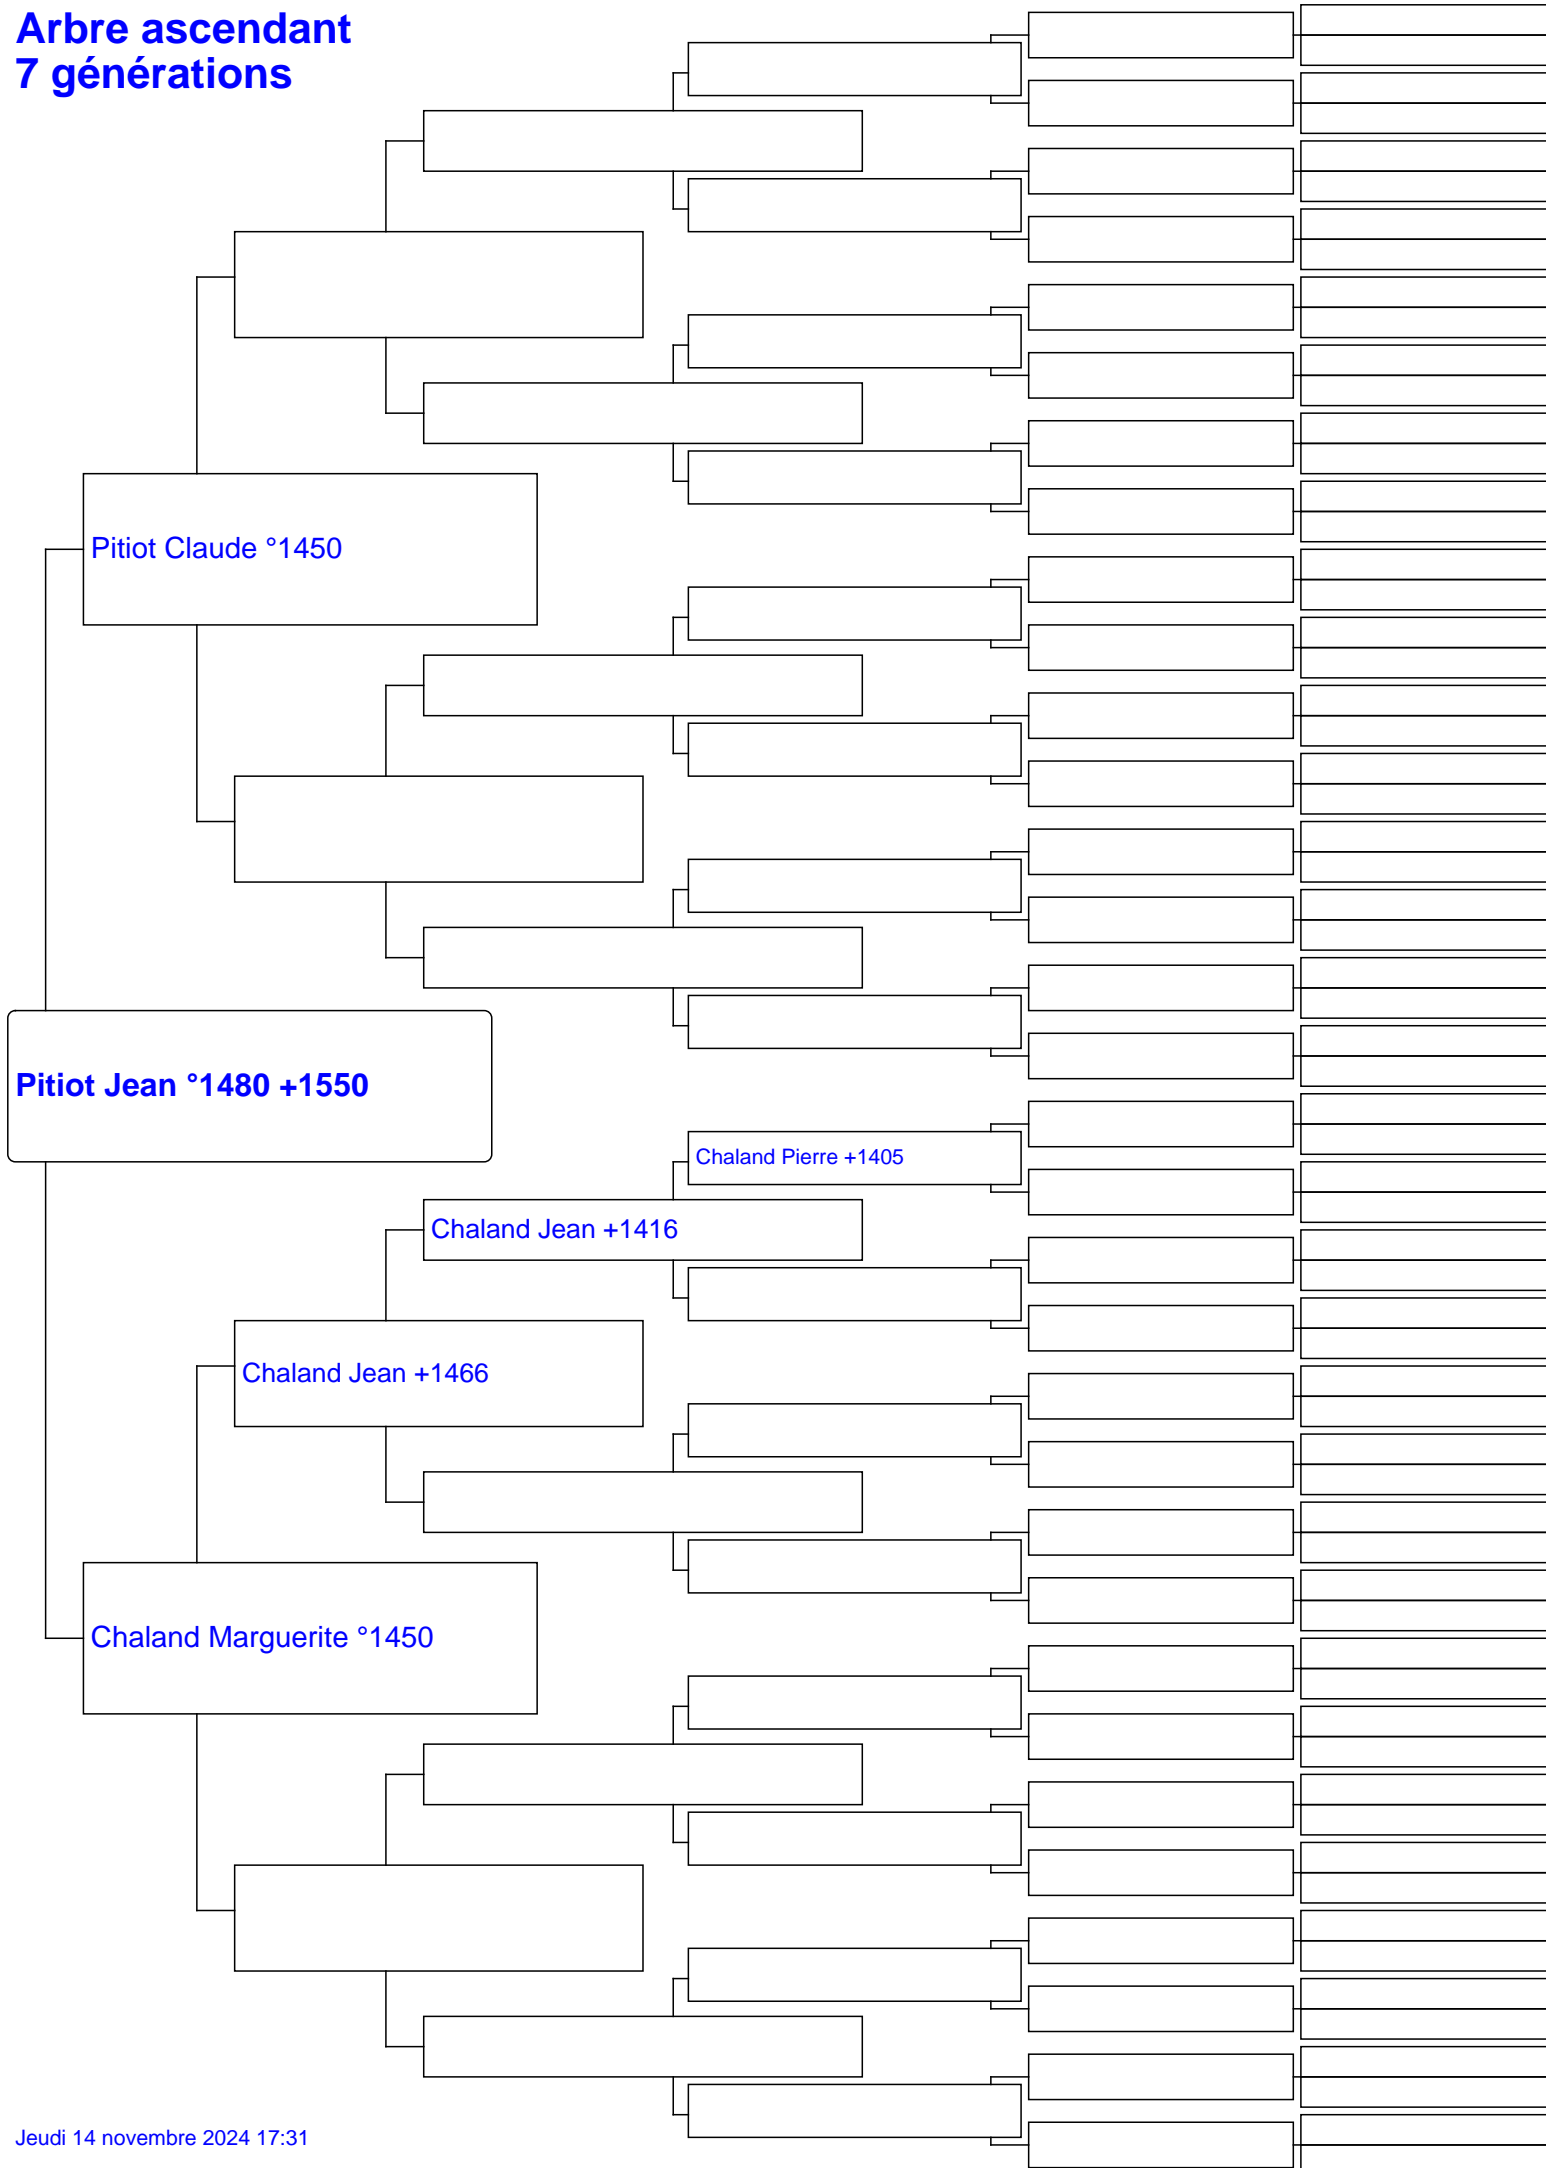 Arbre ascendant
7 générations
Pitiot Claude °1450
Pitiot Jean °1480 +1550
Chaland Pierre +1405
Chaland Jean +1416
Chaland Jean +1466
Chaland Marguerite °1450
Jeudi 14 novembre 2024 17:31